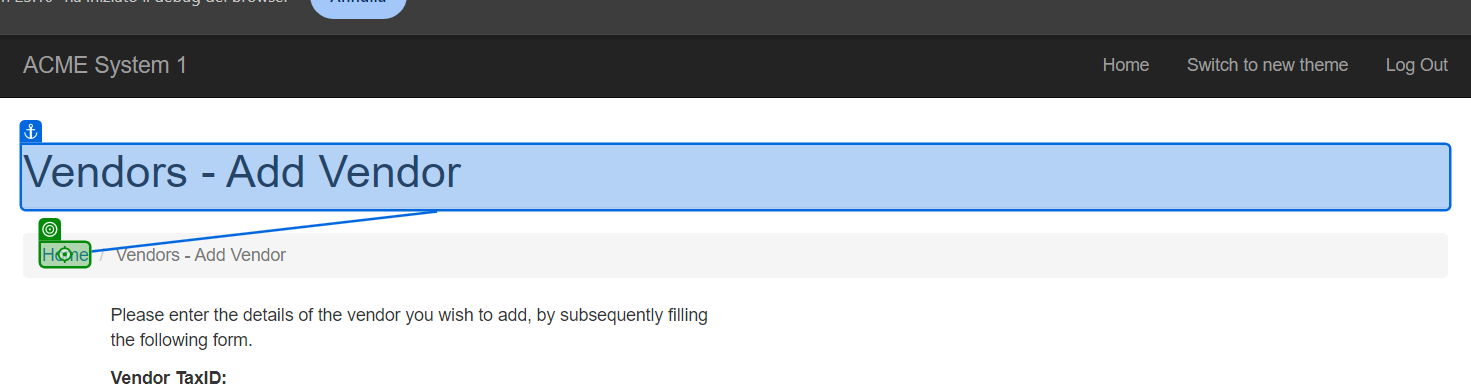 ha iniziato il debug del browser. Annulla
ACME System 1 Home Switch to new theme Log Out
Vendors - Add Vendor
Home / Vendors - Add Vendor
Please enter the details of the vendor you wish to add, by subsequently filling
the following form.
Vendor TaxID: